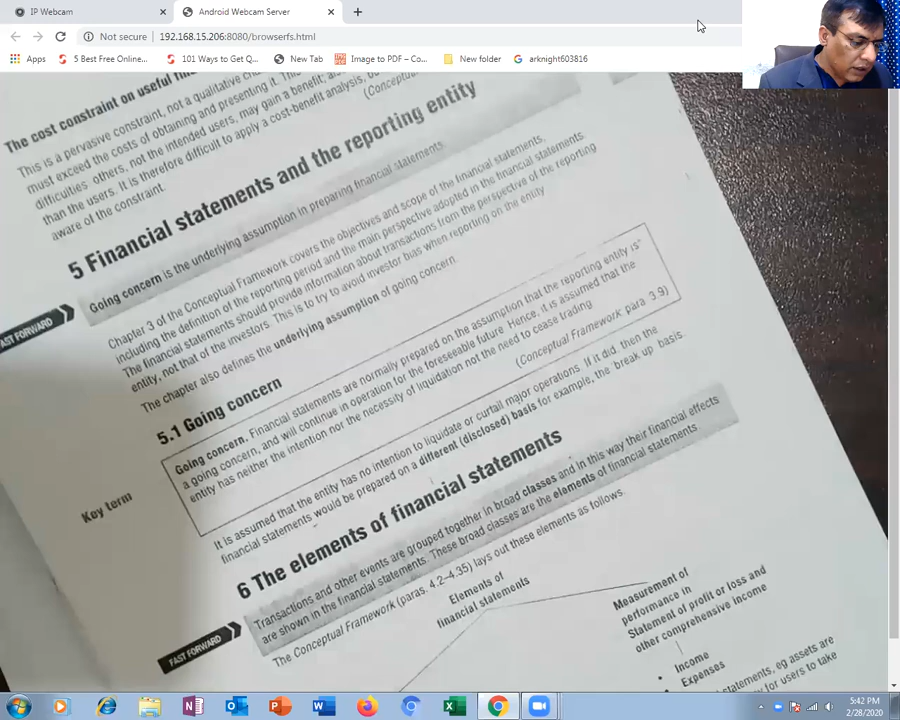 IP Webcam
Android Webcam Server
Not secure
192.168.15.206:8080/browserfs.html
Apps
5 Best Free Online...
101 Ways to Get Q...
New Tab
Image to PDF – Co...
New folder
arknight603816
The cost constraint on useful
This is a pervasive constraint, not a qualitative
must exceed the costs of obtaining and presenting it.
difficulties others, not the intended users, may gain a benefit;
than the users. It is therefore difficult to apply a cost-benefit analysis, but
aware of the constraint.
(Conceptual
5 Financial statements and the reporting entity
FAST FORWARD
Going concern is the underlying assumption in preparing financial statements.
Chapter 3 of the Conceptual Framework covers the objectives and scope of the financial statements,
including the definition of the reporting period and the main perspective adopted in the financial statements.
The financial statements should provide information about transactions from the perspective of the reporting
entity, not that of the investors. This is to try to avoid investor bias when reporting on the entity
The chapter also defines the underlying assumption of going concern.
5.1 Going concern
Key term
Going concern. Financial statements are normally prepared on the assumption that the reporting entity is"
a going concern, and will continue in operation for the foreseeable future. Hence, it is assumed that the
entity has neither the intention nor the necessity of liquidation not the need to cease trading
(Conceptual Framework para 3.9)
It is assumed that the entity has no intention to liquidate or curtail major operations. If it did, then the
financial statements would be prepared on a different (disclosed) basis for example, the 'break up' basis.
6 The elements of financial statements
FAST FORWARD
Transactions and other events are grouped together in broad classes and in this way their financial effects
are shown in the financial statements. These broad classes are the elements of financial statements.
The Conceptual Framework (paras. 4.2–4.35) lays out these elements as follows.
Elements of
financial statements
Measurement of
performance in
Statement of profit or loss and
other comprehensive income
• Income
• Expenses
statements, eg assets are
for users to take
5:42 PM
2/28/2020